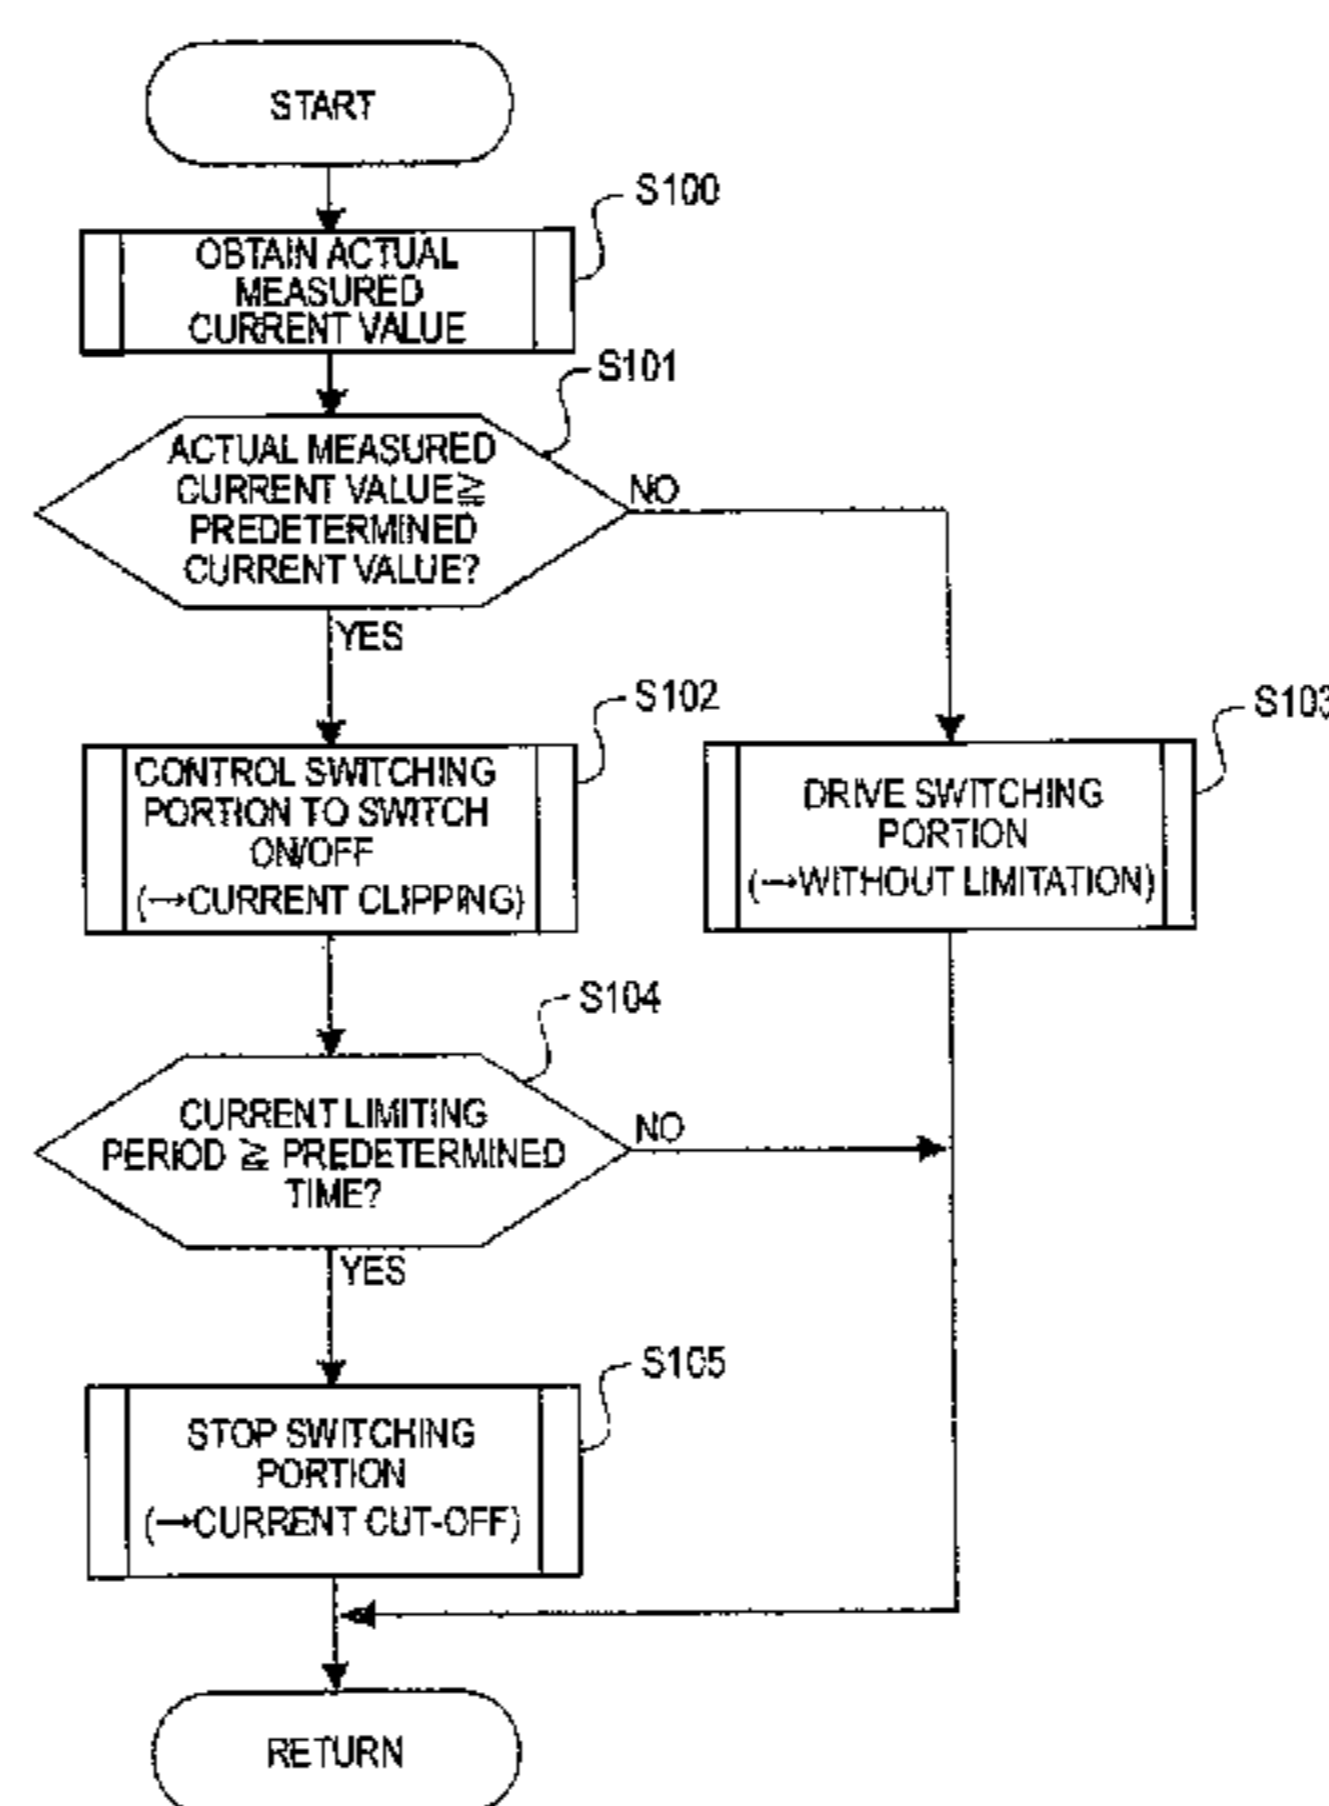 START
S100
OBTAIN ACTUAL
MEASURED
CURRENT VALUE
S101
ACTUAL MEASURED
CURRENT VALUE≧
PREDETERMINED
CURRENT VALUE?
NO
YES
S102
CONTROL SWITCHING
PORTION TO SWITCH
ON/OFF
(→CURRENT CLIPPING)
S103
DRIVE SWITCHING
PORTION
(→WITHOUT LIMITATION)
S104
CURRENT LIMITING
PERIOD ≧ PREDETERMINED
TIME?
NO
YES
S105
STOP SWITCHING
PORTION
(→CURRENT CUT-OFF)
RETURN